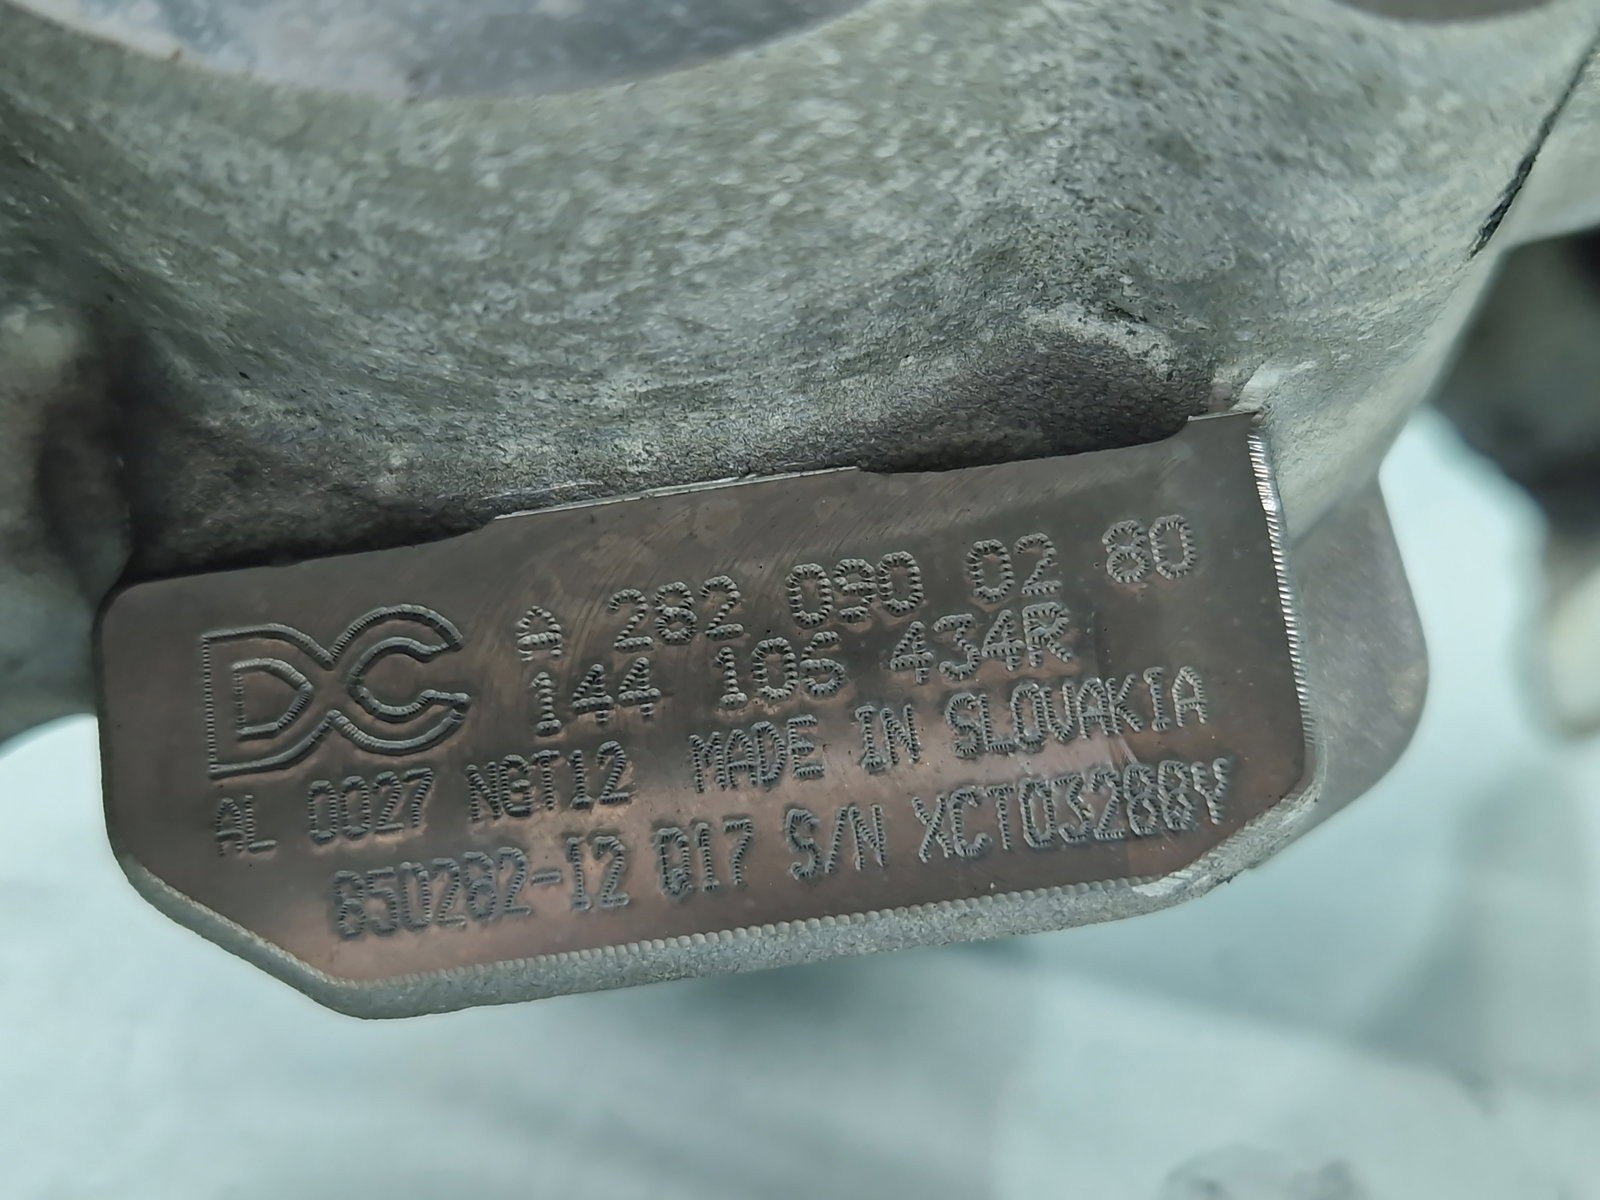 DC
A 282 090 02 80
144 106 434R
AL 0027 NGT12 MADE IN SLOVAKIA
850282-12 Q17 S/N XCT03288Y